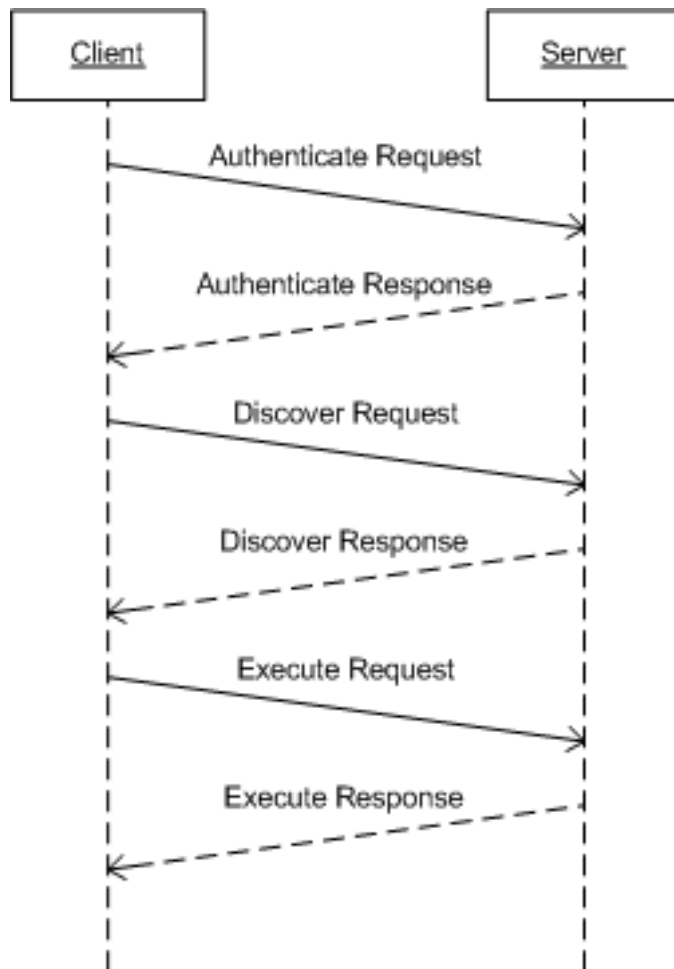 Client
Server
Authenticate Request
Authenticate Response
Discover Request
Discover Response
Execute Request
Execute Response